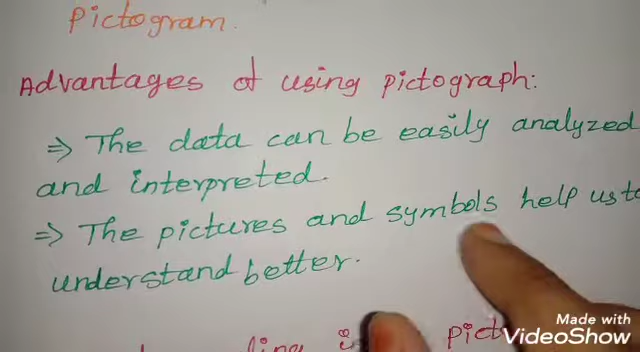 Pictogram.
Advantages of using pictograph:
⇒ The data can be easily analyzed
and interpreted.
⇒ The pictures and symbols help us to
understand better.
Made with
VideoShow